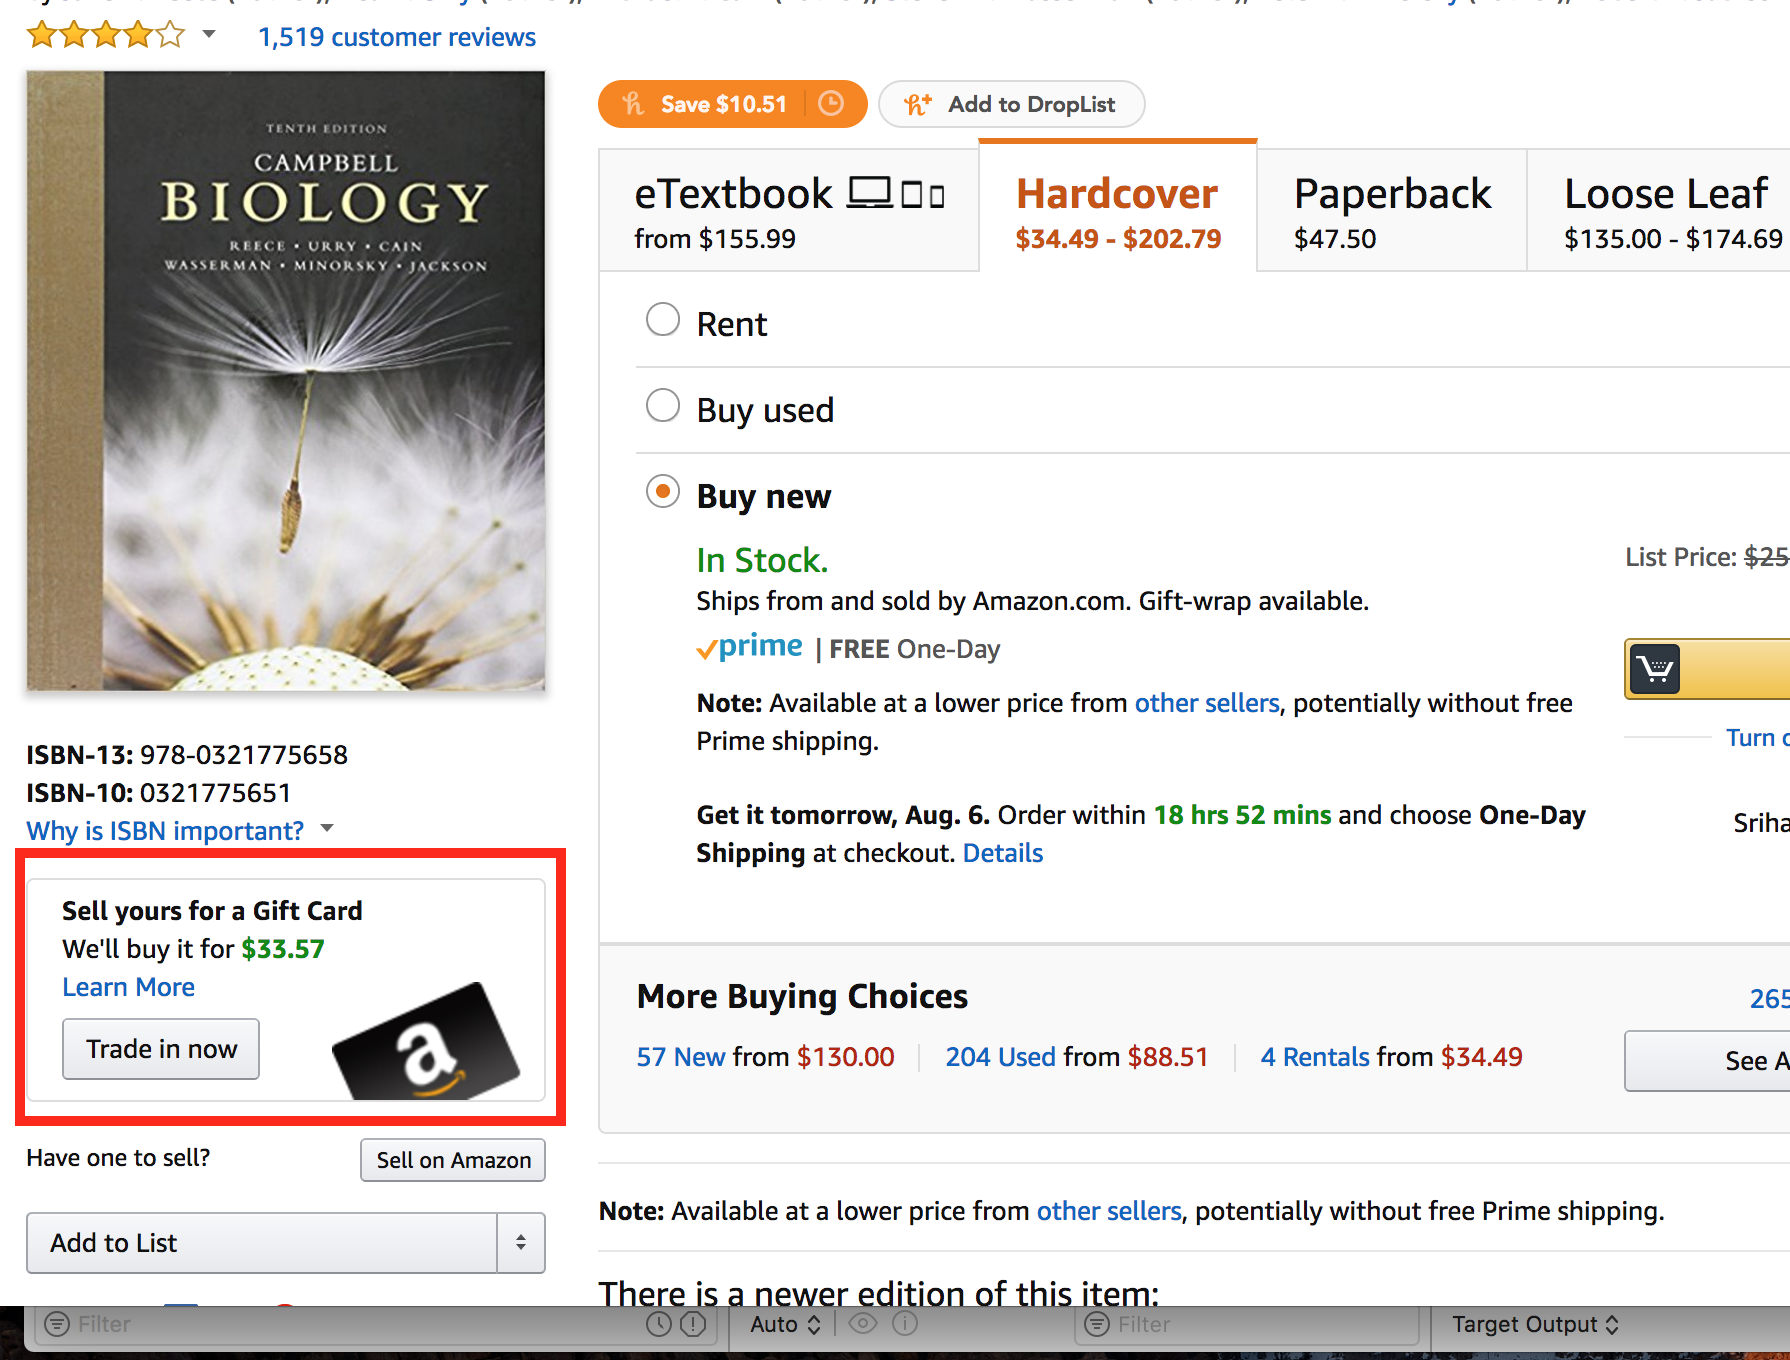 1,519 customer reviews
TENTH EDITION
CAMPBELL
BIOLOGY
REECE • URRY • CAIN
WASSERMAN • MINORSKY • JACKSON
ISBN-13: 978-0321775658
ISBN-10: 0321775651
Why is ISBN important?
Sell yours for a Gift Card
We'll buy it for $33.57
Learn More
Trade in now
a
Have one to sell?
Sell on Amazon
Add to List
Save $10.51
Add to DropList
eTextbook
from $155.99
Hardcover
$34.49 - $202.79
Paperback
$47.50
Loose Leaf
$135.00 - $174.69
Rent
Buy used
Buy new
In Stock.
Ships from and sold by Amazon.com. Gift-wrap available.
prime | FREE One-Day
Note: Available at a lower price from other sellers, potentially without free
Prime shipping.
Get it tomorrow, Aug. 6. Order within 18 hrs 52 mins and choose One-Day
Shipping at checkout. Details
List Price: $25
Turn
Sriha
More Buying Choices
265
57 New from $130.00 | 204 Used from $88.51 | 4 Rentals from $34.49
See A
Note: Available at a lower price from other sellers, potentially without free Prime shipping.
There is a newer edition of this item:
Filter
Auto
Filter
Target Output